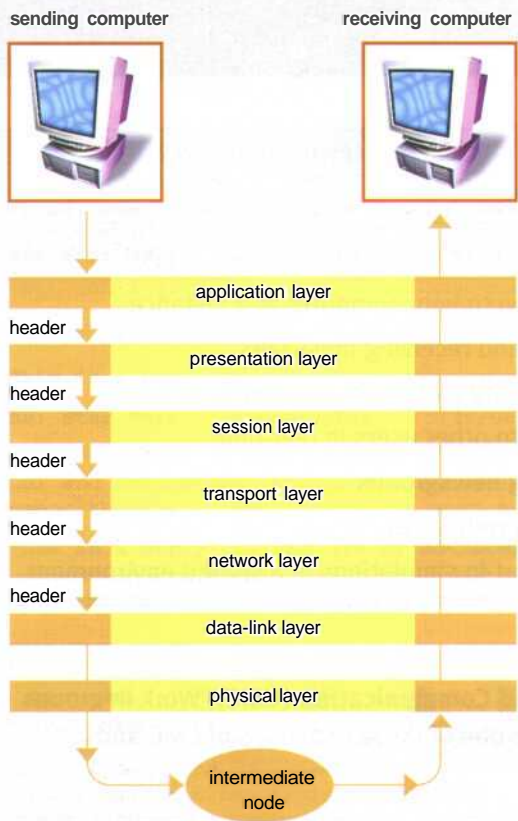 sending computer
receiving computer
application layer
header
presentation layer
header
session layer
header
transport layer
header
network layer
header
data-link layer
physical layer
intermediate
node